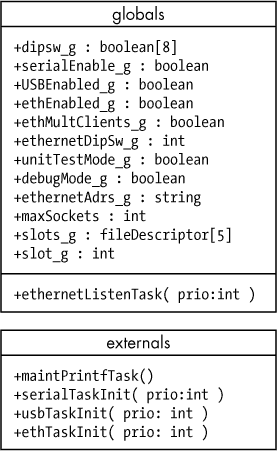 globals
+dipsw_g : boolean[8]
+serialEnable_g : boolean
+USBEnabled_g : boolean
+ethEnabled_g : boolean
+ethMultClients_g : boolean
+ethernetDipSw_g : int
+unitTestMode_g : boolean
+debugMode_g : boolean
+ethernetAdrs_g : string
+maxSockets : int
+slots_g : fileDescriptor[5]
+slot_g : int
+ethernetListenTask( prio:int )
externals
+maintPrintfTask()
+serialTaskInit( prio:int )
+usbTaskInit( prio: int )
+ethTaskInit( prio: int )